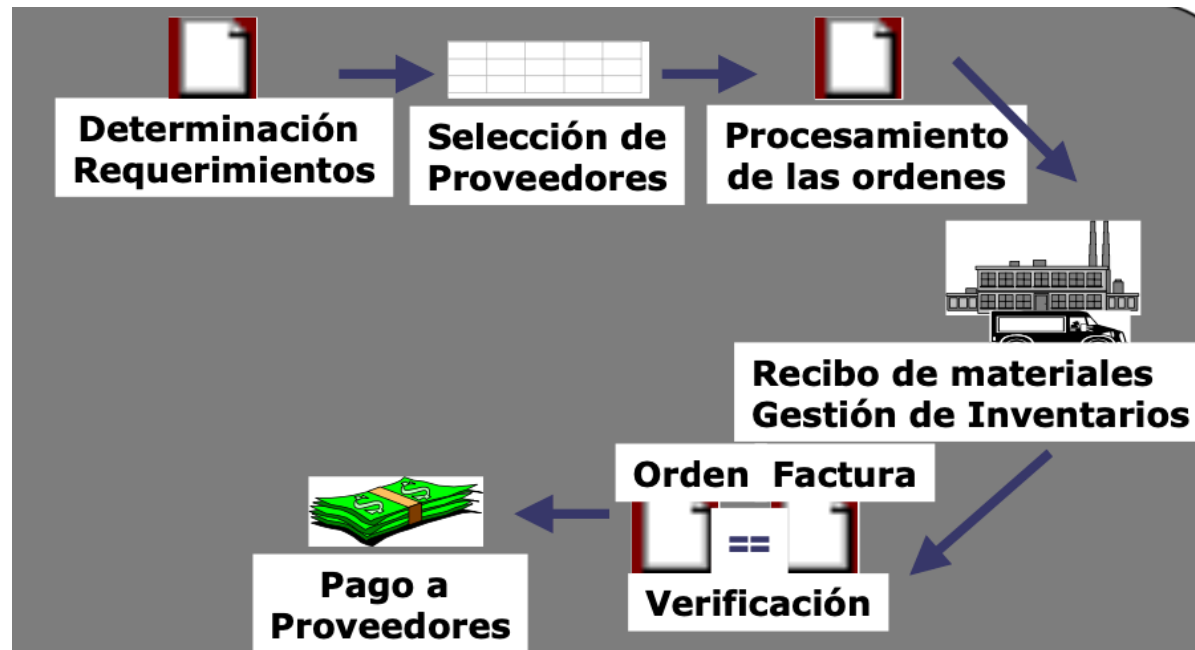 Determinación
Requerimientos
Selección de
Proveedores
Procesamiento
de las ordenes
Recibo de materiales
Gestión de Inventarios
Orden Factura
==
Verificación
Pago a
Proveedores